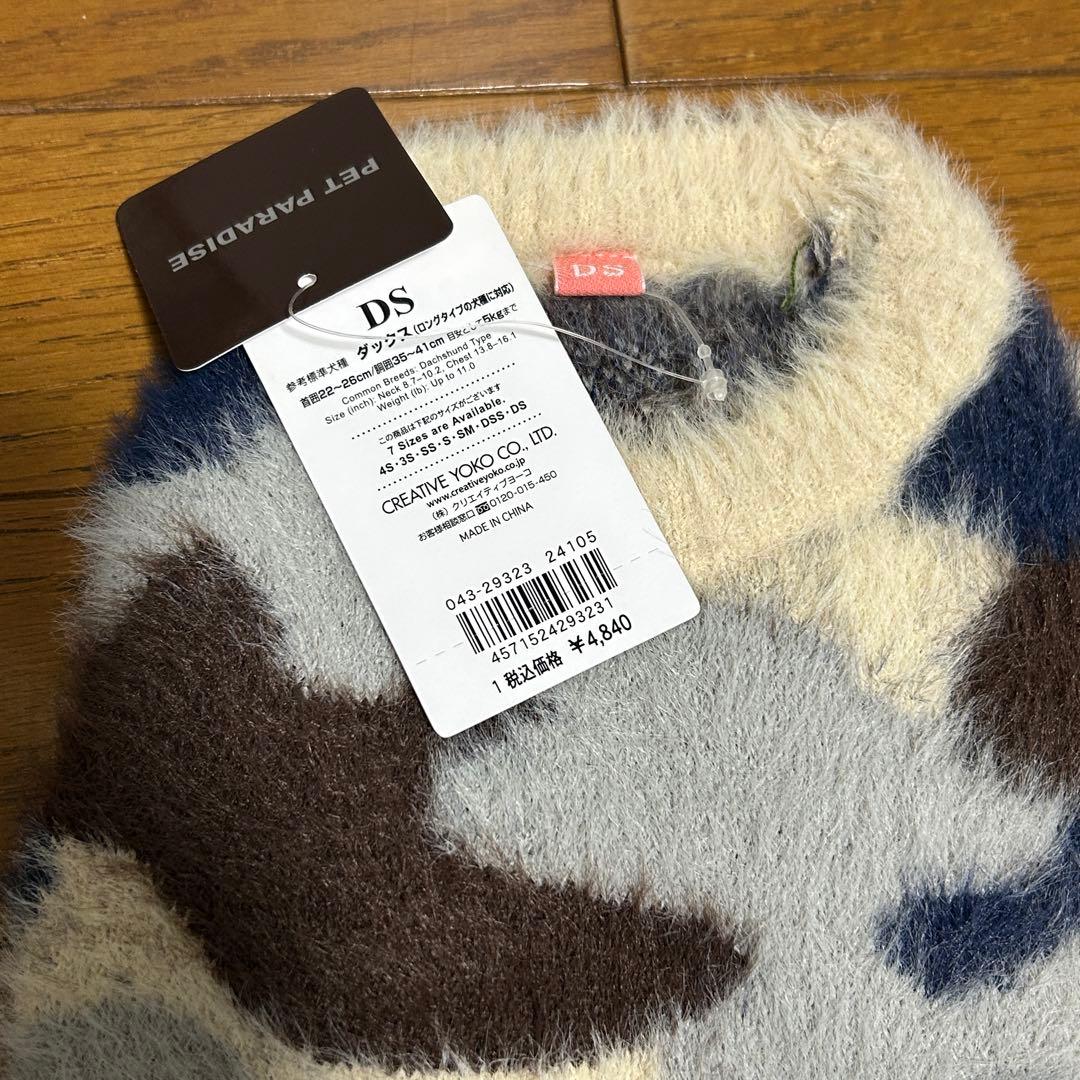 PET PARADISE
DS
DS
参考標準犬種 ダックス(ロングタイプの犬種に対応)
首囲22~26cm/胴囲35~41cm 目安として5kgまで
Common Breeds: Dachshund Type
Size (inch): Neck 8.7-10.2, Chest 13.8-16.1
Weight (lb): Up to 11.0
この商品は下記のサイズがございます
7 Sizes are Available.
4S·3S·SS·S·SM·DSS·DS
CREATIVE YOKO CO., LTD.
www.creativeyoko.co.jp
(株)クリエイティブヨーコ
お客様相談窓口 0120-015-450
MADE IN CHINA
043-29323 24105
4571524293231
1 税込価格 ¥4,840